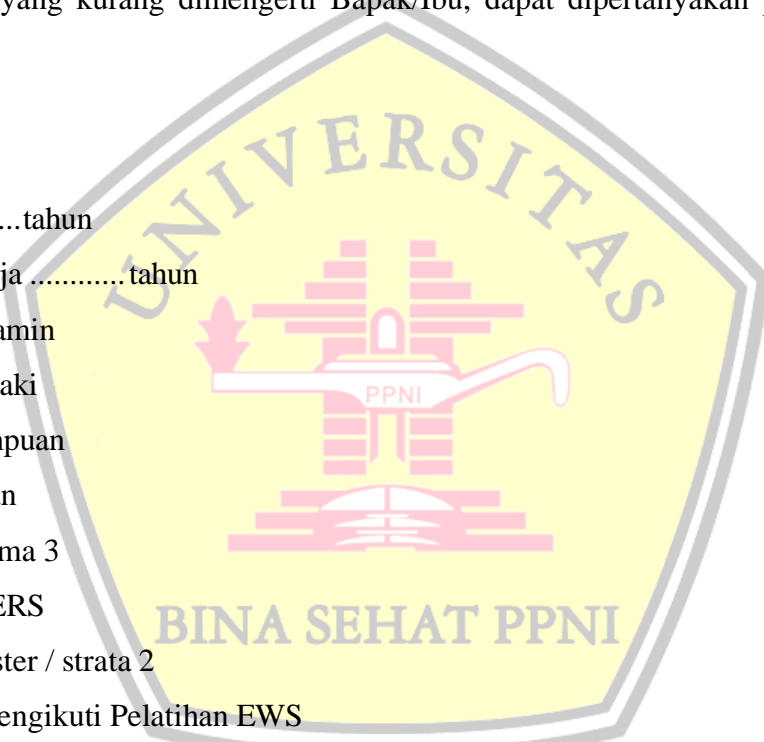 yang kurang dimengerti Bapak/Ibu, dapat dipertanyakan
UNIVERSITAS
...tahun
ja ............tahun
amin
aki
PPNI
npuan
n
ma 3
ERS
BINA SEHAT PPNI
ster / strata 2
engikuti Pelatihan EWS